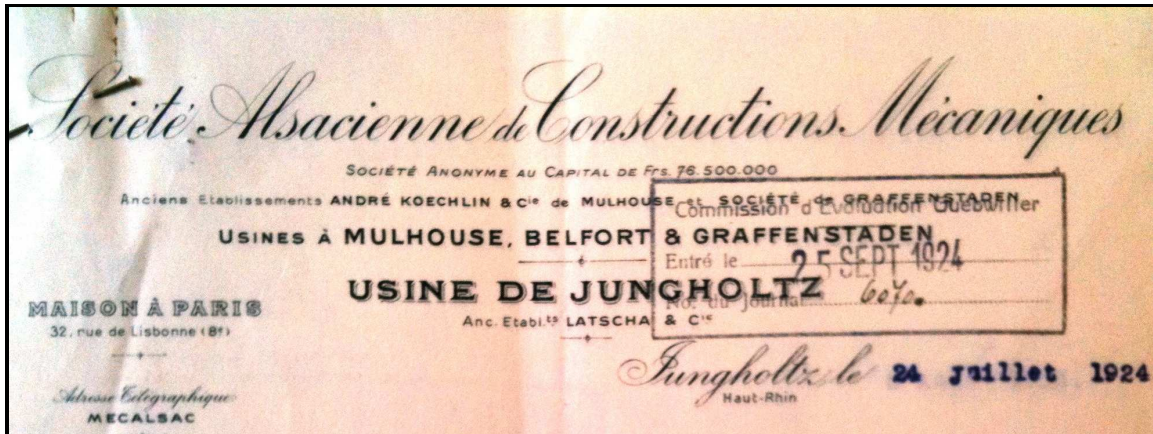 Société Alsacienne de Constructions Mécaniques
SOCIÉTÉ ANONYME AU CAPITAL DE Frs. 76.500.000
Anciens Etablissements ANDRÉ KOECHLIN & Cie de MULHOUSE et SOCIÉTÉ de GRAFFENSTADEN
USINES À MULHOUSE, BELFORT & GRAFFENSTADEN
USINE DE JUNGHOLTZ
Anc. Etabl.ts LATSCHA & Cie
Commission d'Evaluation Guebwiller
Entré le 25 SEPT 1924
No. du journal 6070.
MAISON À PARIS
32, rue de Lisbonne (8e)
Adresse Télégraphique
MECALSAC
Jungholtz le 24 Juillet 1924
Haut-Rhin